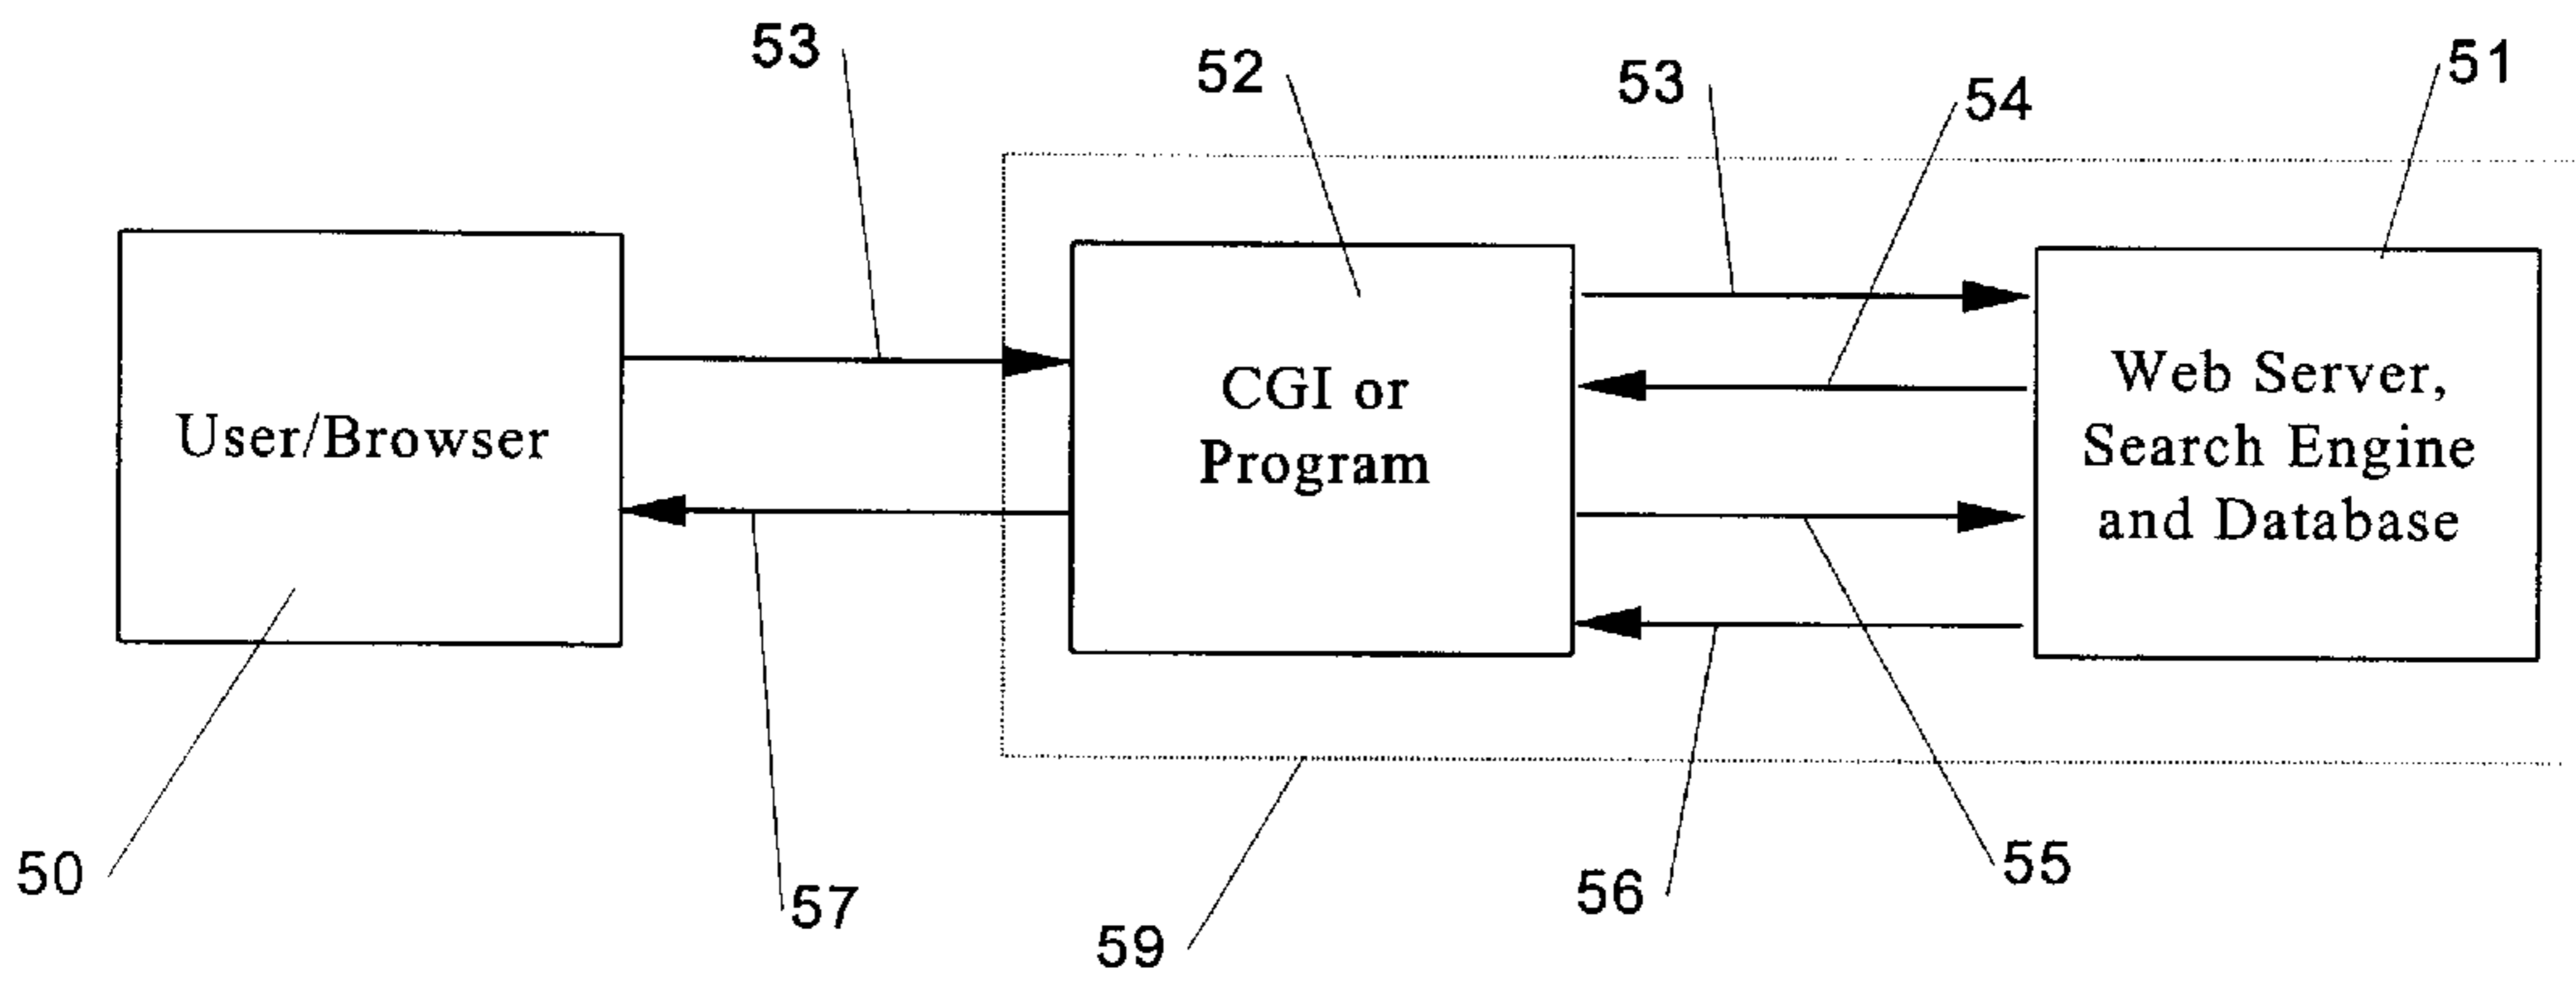 53
52
53
54
51
User/Browser
CGI or
Program
Web Server,
Search Engine
and Database
50
57
59
56
55